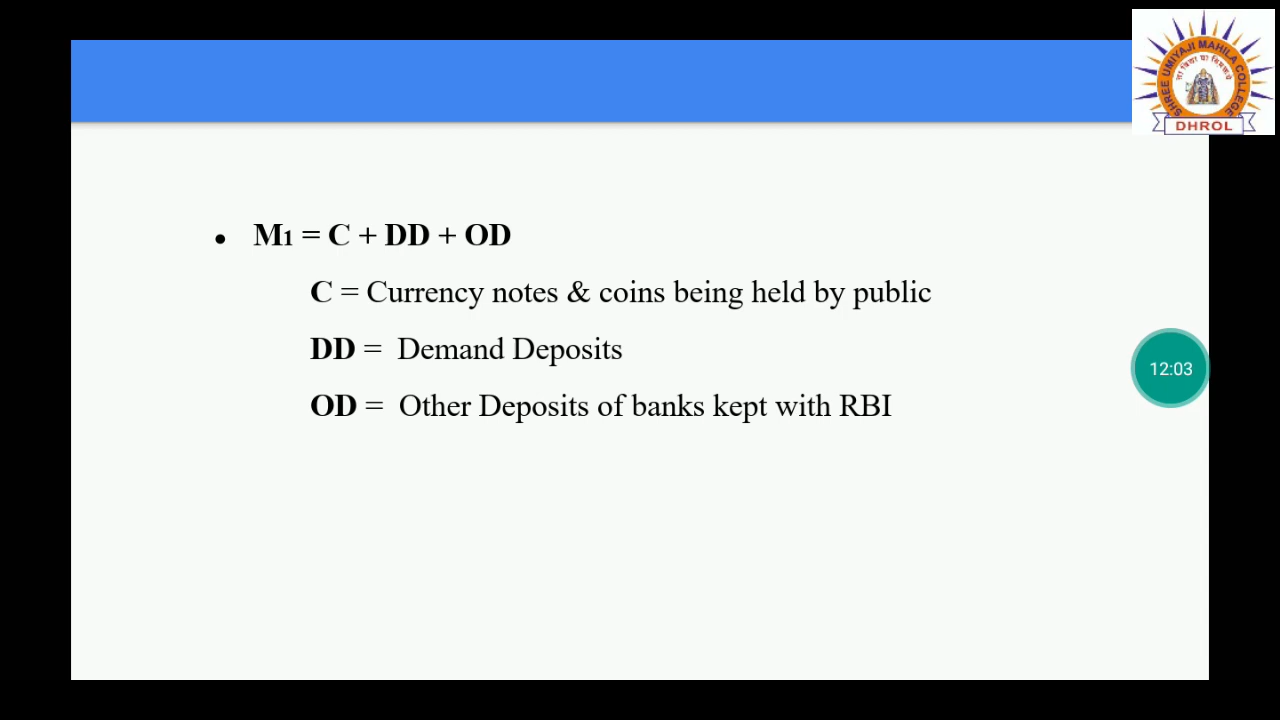 SHREE UMIYAJI MAHILA COLLEGE
DHROL
• M1 = C + DD + OD
C = Currency notes & coins being held by public
DD = Demand Deposits
OD = Other Deposits of banks kept with RBI
12:03